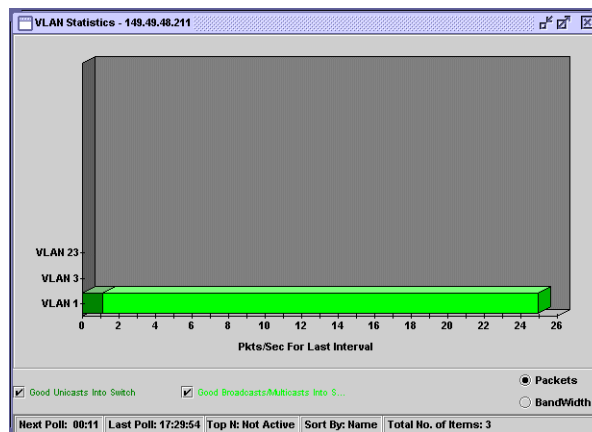 VLAN Statistics - 149.49.48.211
VLAN 23
VLAN 3
VLAN 1
0 2 4 6 8 10 12 14 16 18 20 22 24 26
Pkts/Sec For Last Interval
Good Unicasts Into Switch
Good Broadcasts/Multicasts Into S...
Packets
BandWidth
Next Poll: 00:11 Last Poll: 17:29:54 Top N: Not Active Sort By: Name Total No. of Items: 3